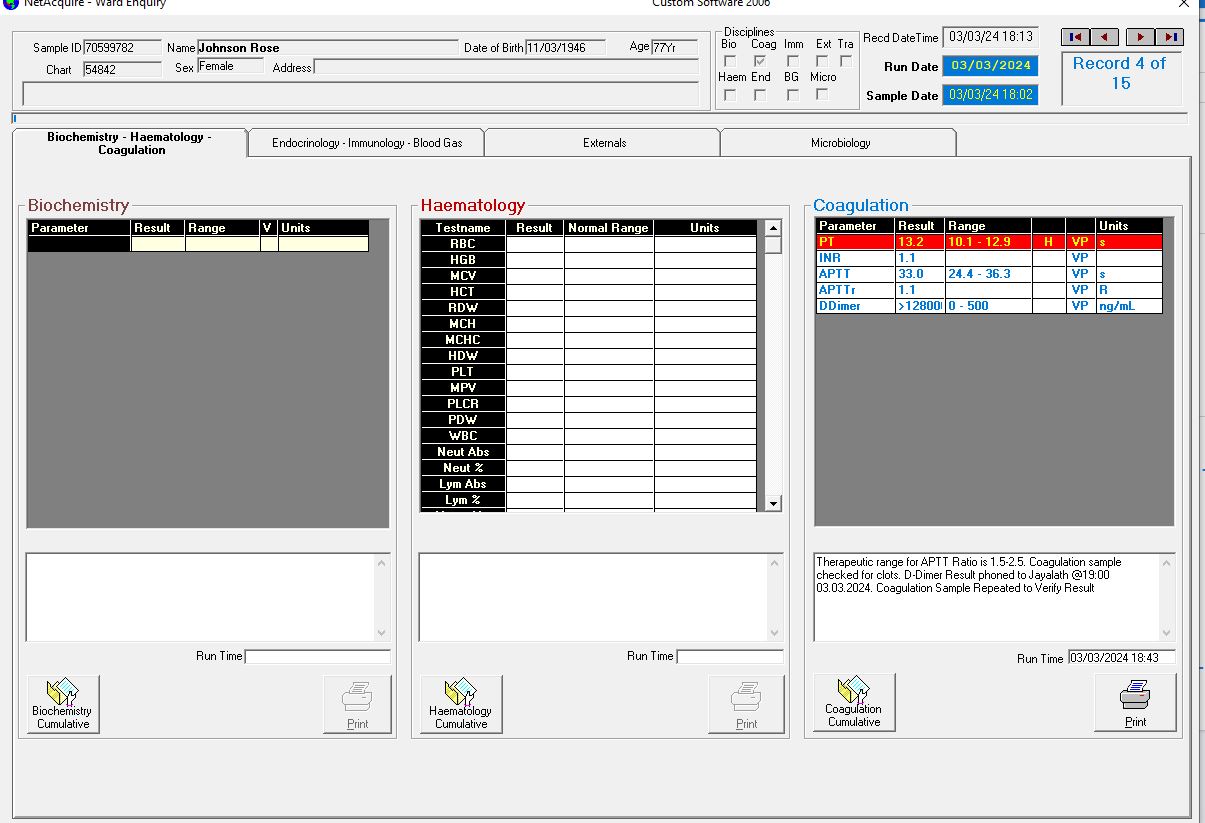 NetAcquire - Ward Enquiry Custom Software 2006
Sample ID 70599782 Name Johnson Rose Date of Birth 11/03/1946 Age 77Yr
Chart 54842 Sex Female Address
Disciplines
Bio Coag Imm Ext Tra
Haem End BG Micro
Recd DateTime 03/03/24 18:13
Run Date 03/03/2024
Sample Date 03/03/24 18:02
Record 4 of
15
Biochemistry - Haematology -
Coagulation
Endocrinology - Immunology - Blood Gas
Externals
Microbiology
Biochemistry
Parameter Result Range V Units
Run Time
Biochemistry
Cumulative
Print
Haematology
Testname Result Normal Range Units
RBC
HGB
MCV
HCT
RDW
MCH
MCHC
HDW
PLT
MPV
PLCR
PDW
WBC
Neut Abs
Neut %
Lym Abs
Lym %
Run Time
Haematology
Cumulative
Print
Coagulation
Parameter Result Range Units
PT 13.2 10.1 - 12.9 H VP s
INR 1.1 VP
APTT 33.0 24.4 - 36.3 VP s
APTTr 1.1 VP R
DDimer >12800 0 - 500 VP ng/mL
Therapeutic range for APTT Ratio is 1.5-2.5. Coagulation sample
checked for clots. D-Dimer Result phoned to Jayalath @19:00
03.03.2024. Coagulation Sample Repeated to Verify Result
Run Time 03/03/2024 18:43
Coagulation
Cumulative
Print